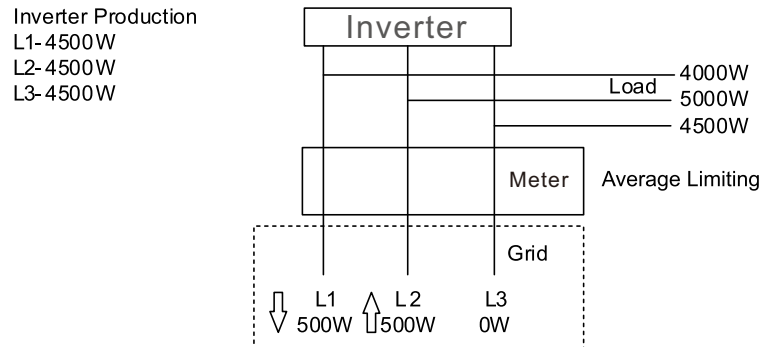 Inverter Production
L1-4500W
L2-4500W
L3-4500W
Inverter
Load
4000W
5000W
4500W
Meter
Average Limiting
Grid
L1 L2 L3
500W 500W 0W